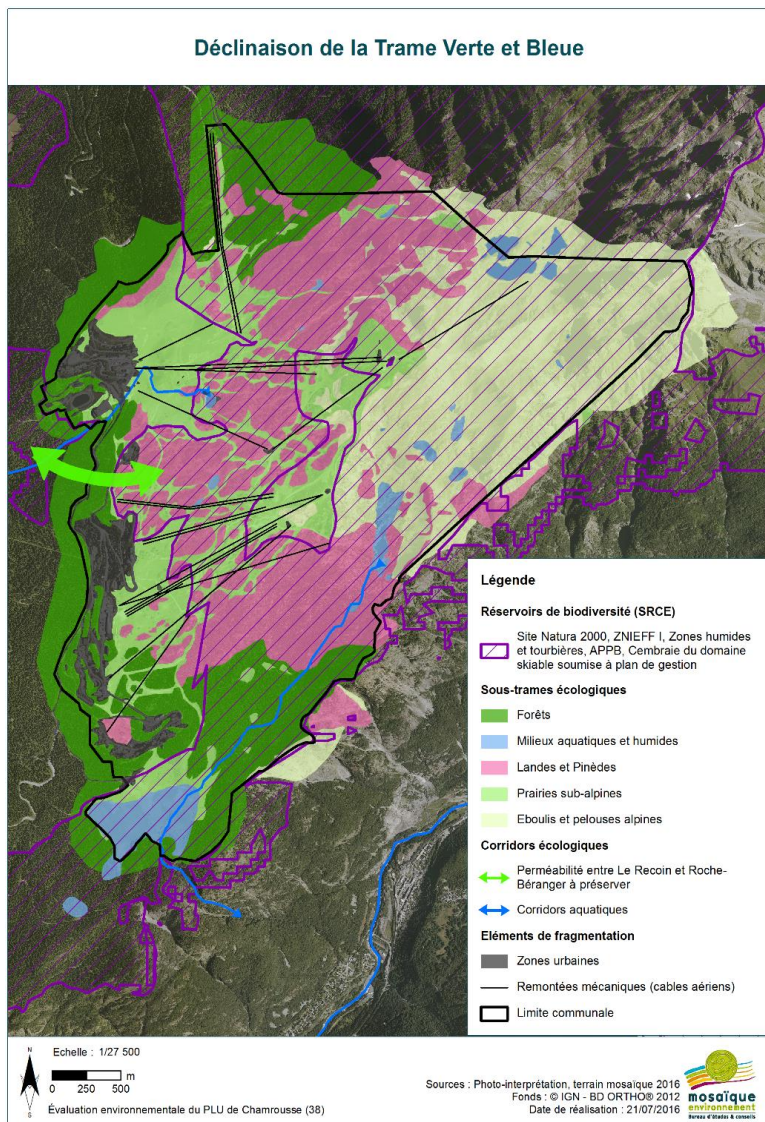 Déclinaison de la Trame Verte et Bleue
Légende
Réservoirs de biodiversité (SRCE)
Site Natura 2000, ZNIEFF I, Zones humides
et tourbières, APPB, Cembraie du domaine
skiable soumise à plan de gestion
Sous-trames écologiques
Forêts
Milieux aquatiques et humides
Landes et Pinèdes
Prairies sub-alpines
Eboulis et pelouses alpines
Corridors écologiques
Perméabilité entre Le Recoin et Roche-
Béranger à préserver
Corridors aquatiques
Eléments de fragmentation
Zones urbaines
Remontées mécaniques (cables aériens)
Limite communale
N
S
Echelle : 1/27 500
0 250 500 m
Évaluation environnementale du PLU de Chamrousse (38)
Sources : Photo-interprétation, terrain mosaïque 2016
Fonds : © IGN - BD ORTHO® 2012
Date de réalisation : 21/07/2016
mosaïque
environnement
Bureau d'études & conseils